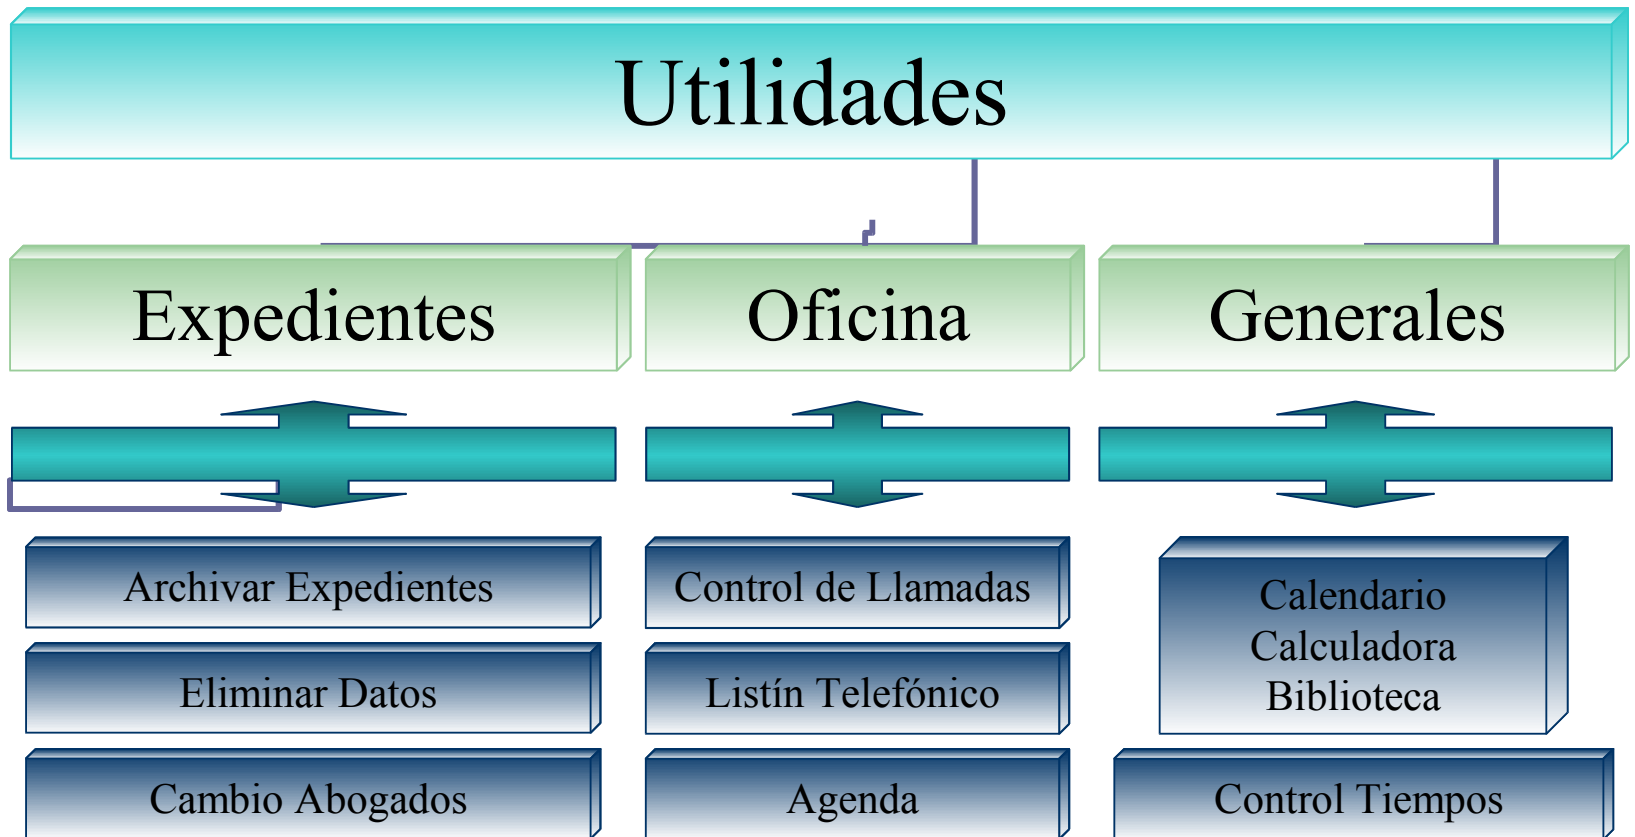 Utilidades
Expedientes
Oficina
Generales
Archivar Expedientes
Control de Llamadas
Calendario
Calculadora
Biblioteca
Eliminar Datos
Listín Telefónico
Cambio Abogados
Agenda
Control Tiempos